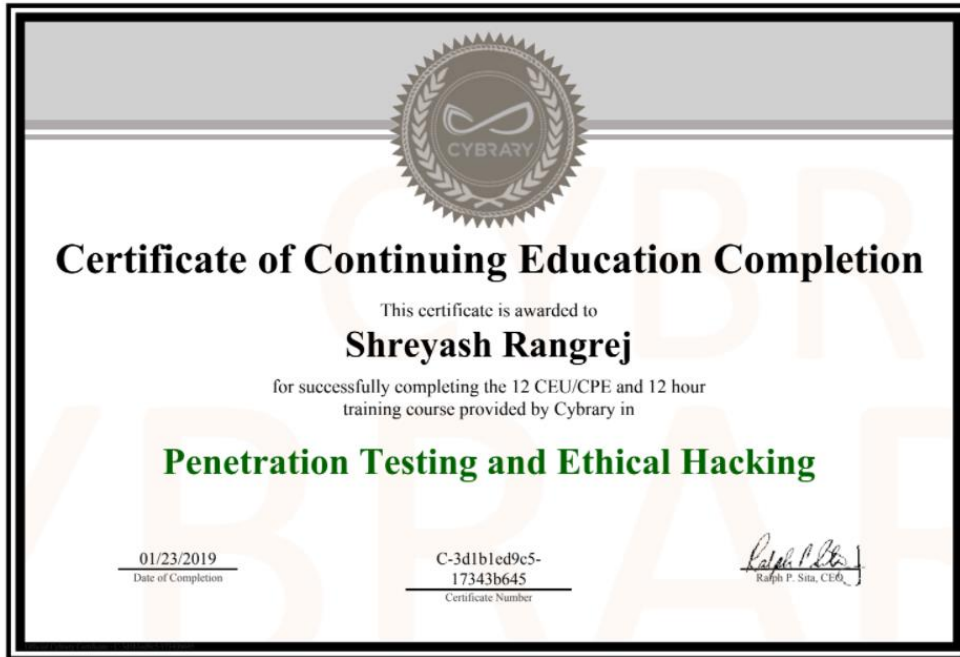 CYBRARY
Certificate of Continuing Education Completion
This certificate is awarded to
Shreyash Rangrej
for successfully completing the 12 CEU/CPE and 12 hour
training course provided by Cybrary in
Penetration Testing and Ethical Hacking
01/23/2019
Date of Completion
C-3d1b1ed9c5-
17343b645
Certificate Number
Ralph P. Sita, CEO